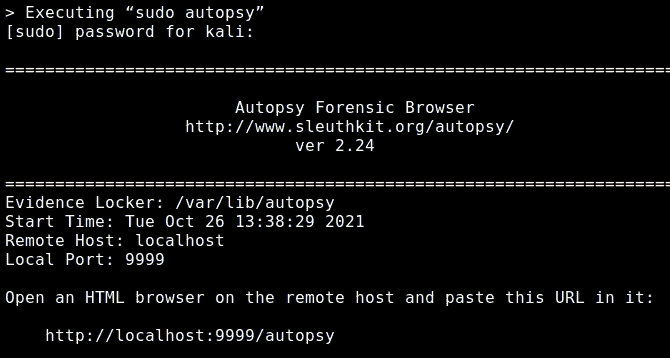 > Executing “sudo autopsy”
[sudo] password for kali:
===================================================================
Autopsy Forensic Browser
http://www.sleuthkit.org/autopsy/
ver 2.24
===================================================================
Evidence Locker: /var/lib/autopsy
Start Time: Tue Oct 26 13:38:29 2021
Remote Host: localhost
Local Port: 9999
Open an HTML browser on the remote host and paste this URL in it:
http://localhost:9999/autopsy